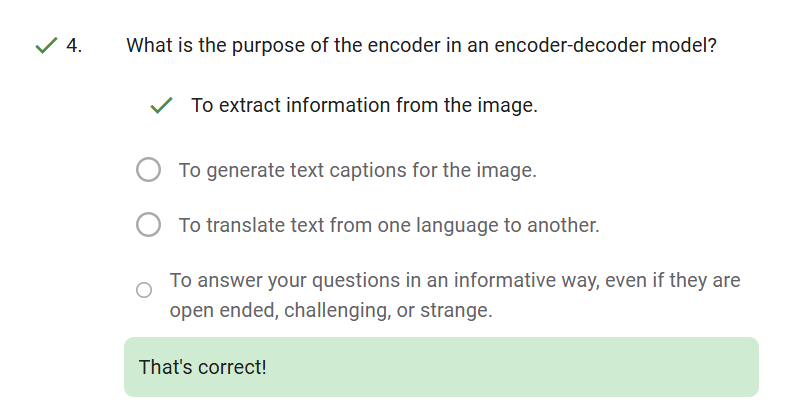 4. What is the purpose of the encoder in an encoder-decoder model?
To extract information from the image.
To generate text captions for the image.
To translate text from one language to another.
To answer your questions in an informative way, even if they are
open ended, challenging, or strange.
That's correct!